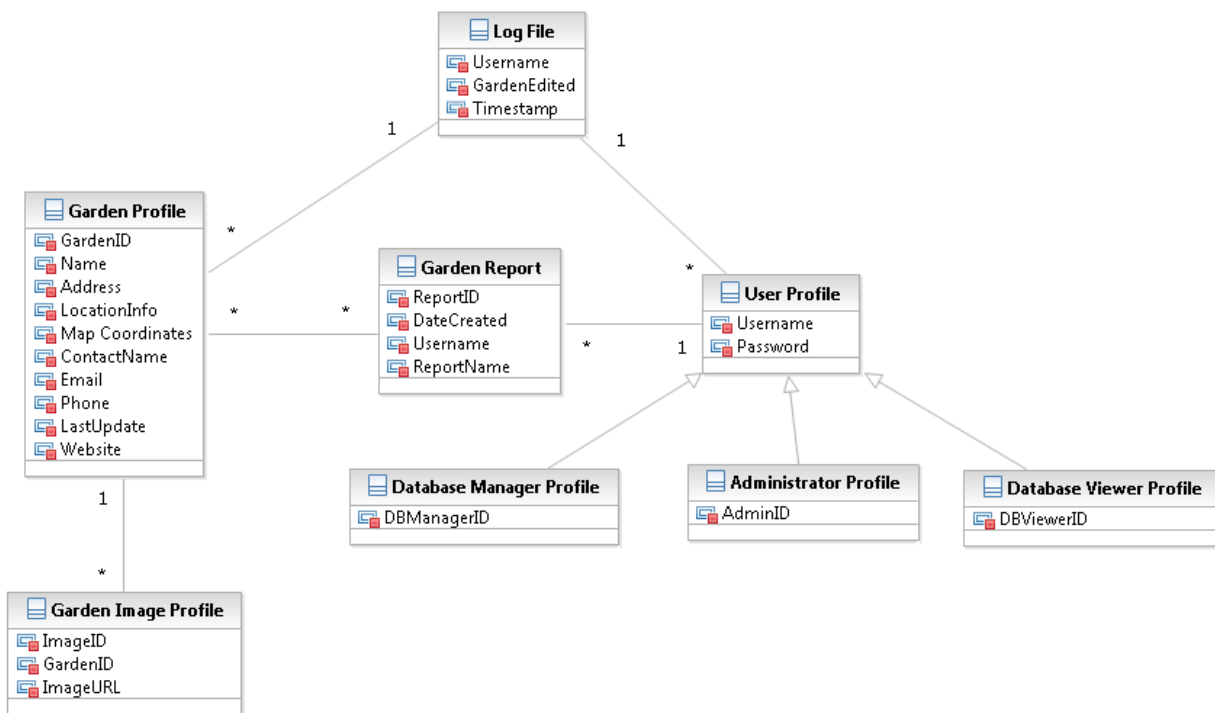 Log File
Username
GardenEdited
Timestamp
1
1
*
*
Garden Profile
GardenID
Name
Address
LocationInfo
Map Coordinates
ContactName
Email
Phone
LastUpdate
Website
*
*
Garden Report
ReportID
DateCreated
Username
ReportName
*
1
User Profile
Username
Password
Database Manager Profile
DBManagerID
Administrator Profile
AdminID
Database Viewer Profile
DBViewerID
1
*
Garden Image Profile
ImageID
GardenID
ImageURL